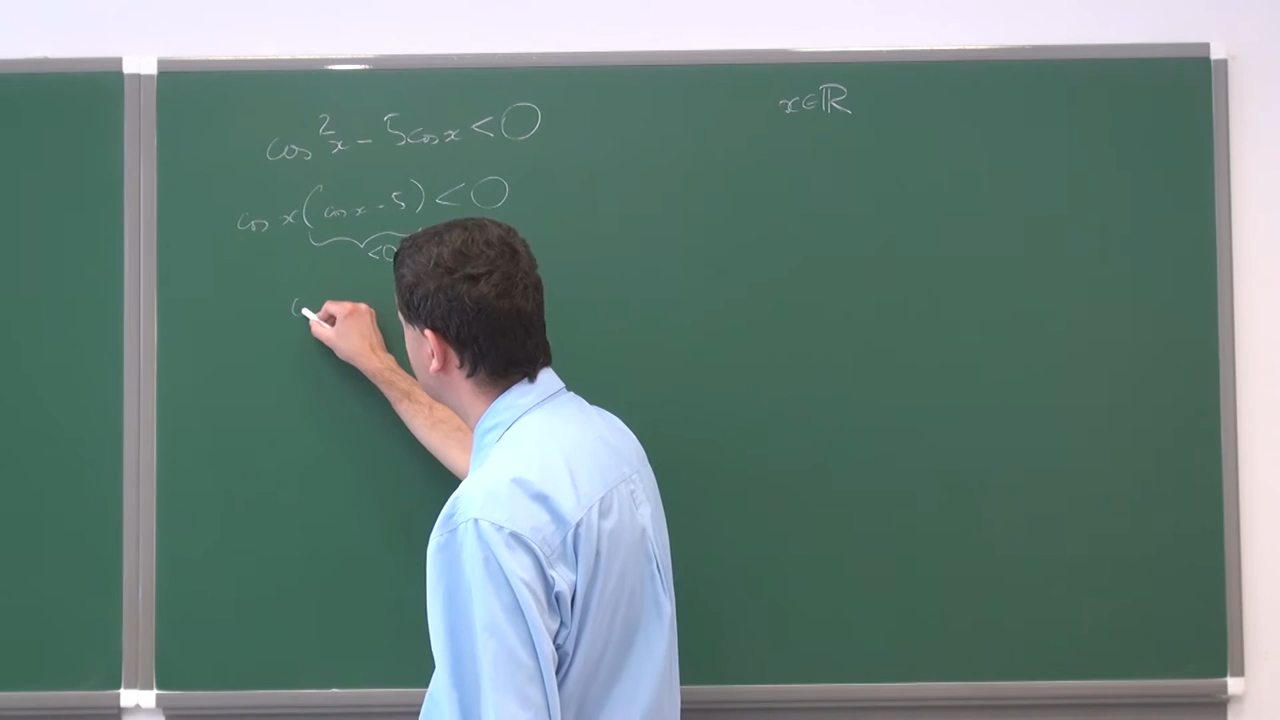 cos²x - 5cos x < 0
x ∈ ℝ
cos x (cos x - 5) < 0
< 0